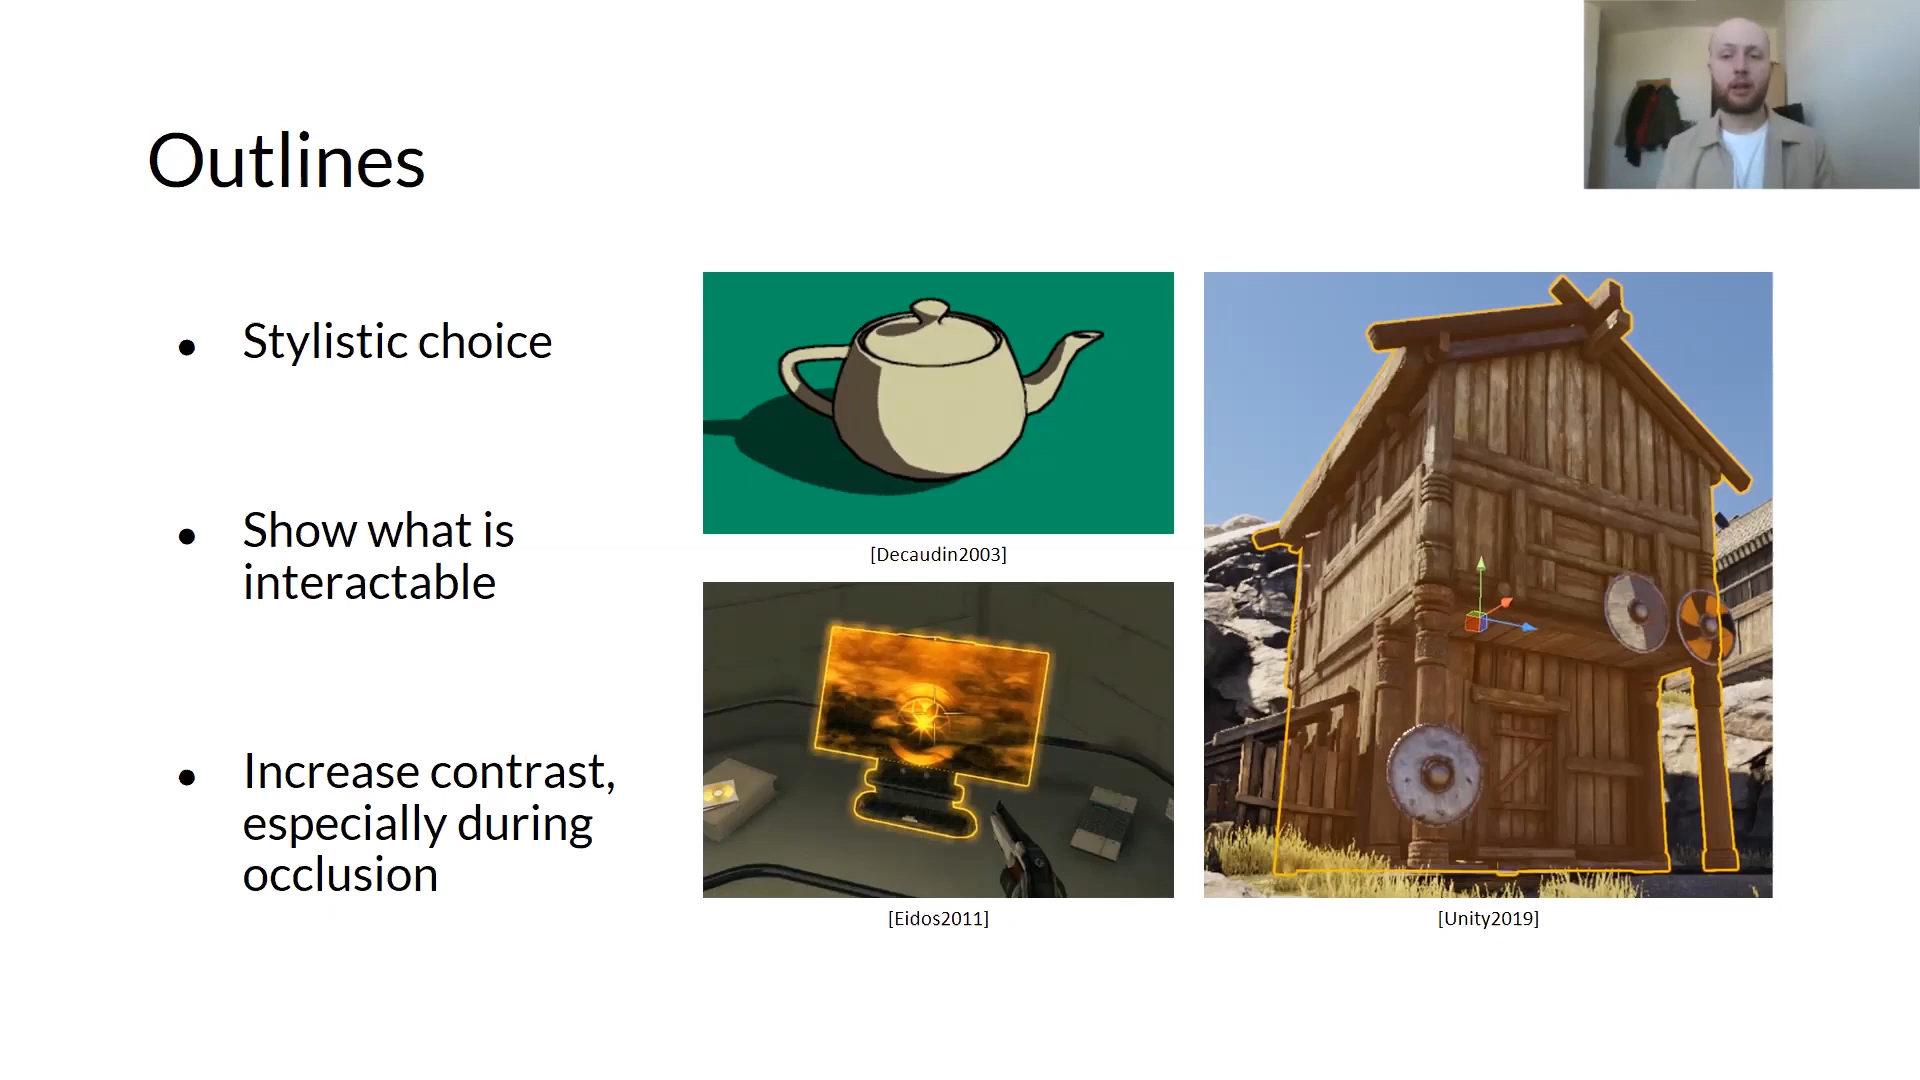 Outlines
● Stylistic choice
● Show what is
interactable
● Increase contrast,
especially during
occlusion
[Decaudin2003]
[Eidos2011]
[Unity2019]